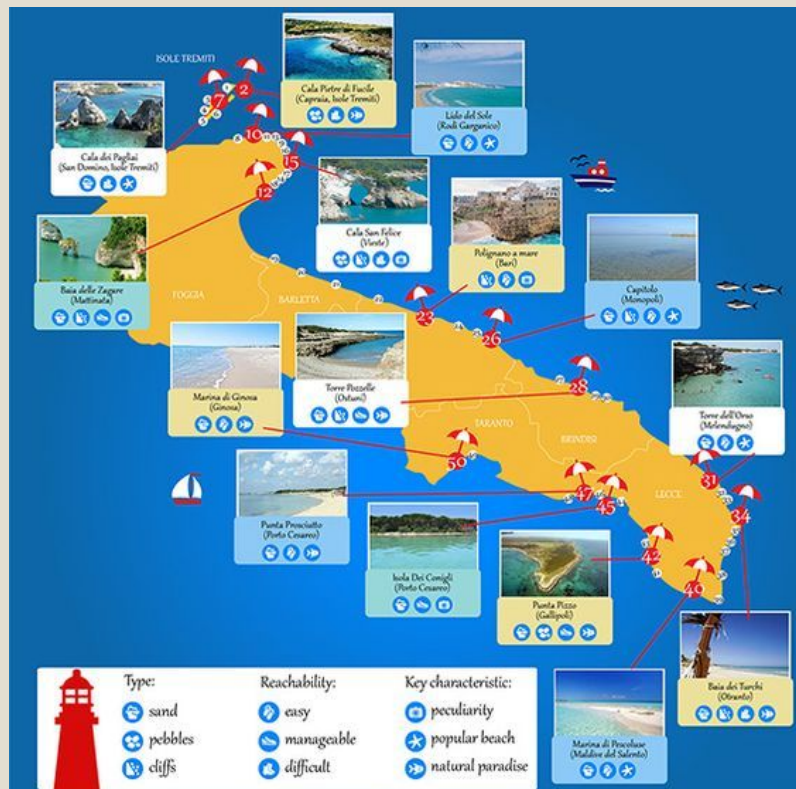 ISOLE TREMITI
Cala Pietre di Fucile
(Capraia, Isole Tremiti)
Lido del Sole
(Rodi Garganico)
2
7
10
15
12
Cala dei Pagliai
(San Domino, Isole Tremiti)
Cala San Felice
(Vieste)
Polignano a mare
(Bari)
Baia delle Zagare
(Mattinata)
Capitolo
(Monopoli)
FOGGIA
BARLETTA
23
26
Marina di Ginosa
(Ginosa)
Torre Pozzelle
(Ostuni)
28
Torre dell'Orso
(Melendugno)
TARANTO
BRINDISI
50
47
45
LECCE
31
34
Punta Prosciutto
(Porto Cesareo)
Isola Dei Conigli
(Porto Cesareo)
42
40
Punta Pizzo
(Gallipoli)
Baia dei Turchi
(Otranto)
Marina di Pescoluse
(Maldive del Salento)
Type:
sand
pebbles
cliffs
Reachability:
easy
manageable
difficult
Key characteristic:
peculiarity
popular beach
natural paradise